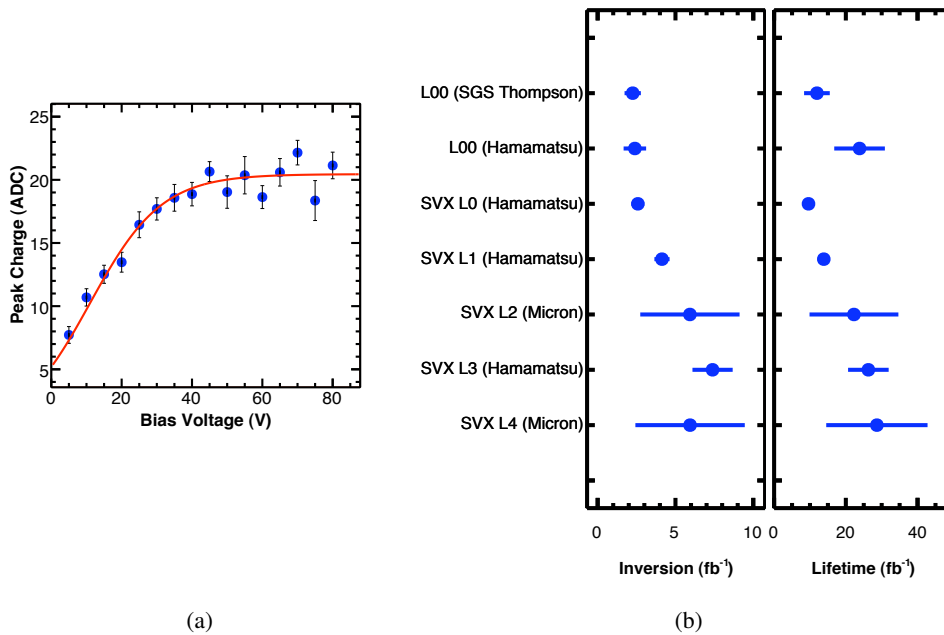 25
20
15
10
5
0
20
40
60
80
Peak Charge (ADC)
Bias Voltage (V)
(a)
L00 (SGS Thompson)
L00 (Hamamatsu)
SVX L0 (Hamamatsu)
SVX L1 (Hamamatsu)
SVX L2 (Micron)
SVX L3 (Hamamatsu)
SVX L4 (Micron)
0 5 10
0 20 40
Inversion (fb⁻¹)
Lifetime (fb⁻¹)
(b)